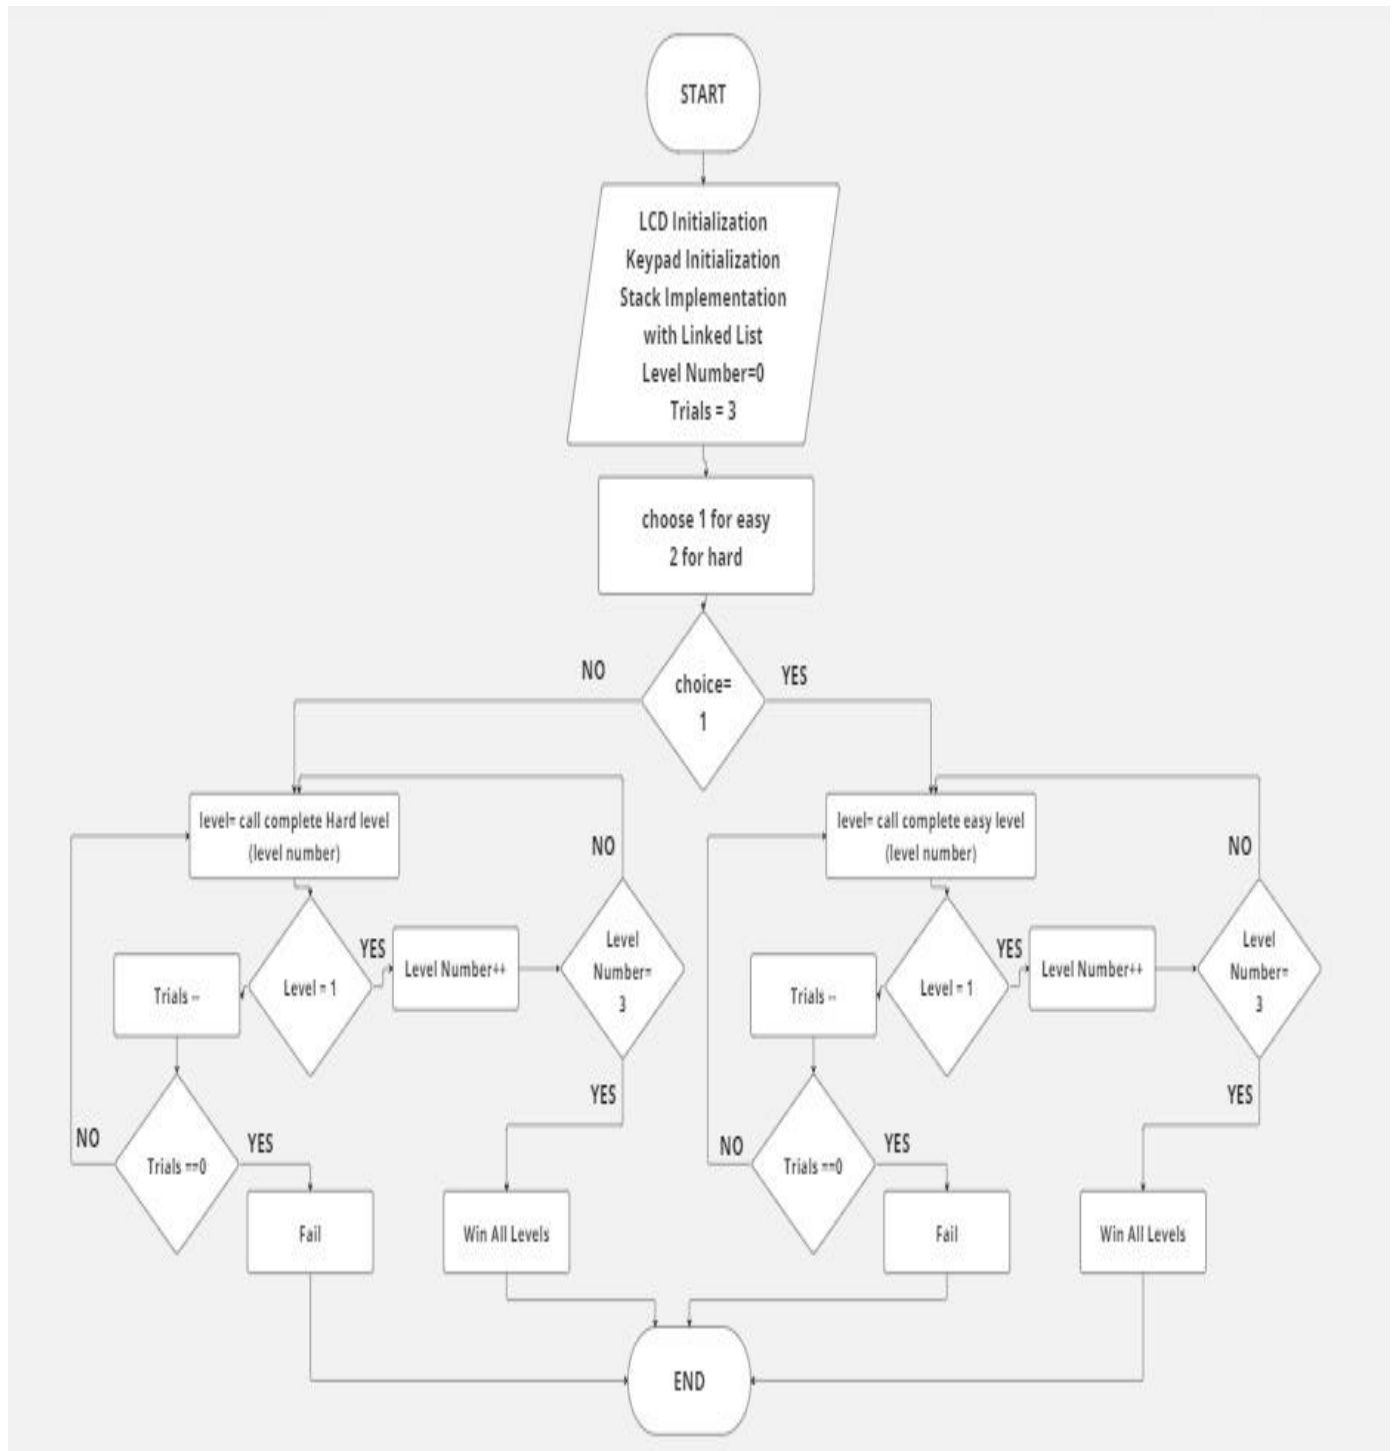 START
LCD Initialization
Keypad Initialization
Stack Implementation
with Linked List
Level Number=0
Trials = 3
choose 1 for easy
2 for hard
choice=
1
NO
YES
level= call complete Hard level
(level number)
Level = 1
YES
Level Number++
Level
Number=
3
NO
YES
Trials --
Trials ==0
NO
YES
Fail
Win All Levels
level= call complete easy level
(level number)
Level = 1
YES
Level Number++
Level
Number=
3
NO
YES
Trials --
Trials ==0
NO
YES
Fail
Win All Levels
END